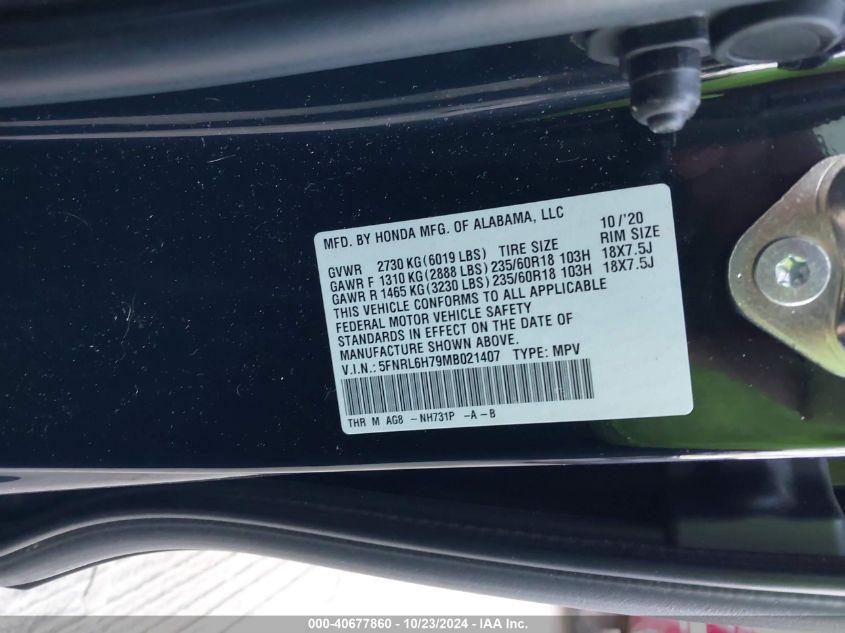 MFD. BY HONDA MFG. OF ALABAMA, LLC 10/'20
GVWR 2730 KG(6019 LBS) TIRE SIZE RIM SIZE
GAWR F 1310 KG(2888 LBS)235/60R18 103H 18X7.5J
GAWR R 1465 KG(3230 LBS)235/60R18 103H 18X7.5J
THIS VEHICLE CONFORMS TO ALL APPLICABLE
FEDERAL MOTOR VEHICLE SAFETY
STANDARDS IN EFFECT ON THE DATE OF
MANUFACTURE SHOWN ABOVE.
V.I.N.: 5FNRL6H79MB021407 TYPE: MPV
THR M AG8 -NH731P -A-B
000-40677860 - 10/23/2024 - IAA Inc.